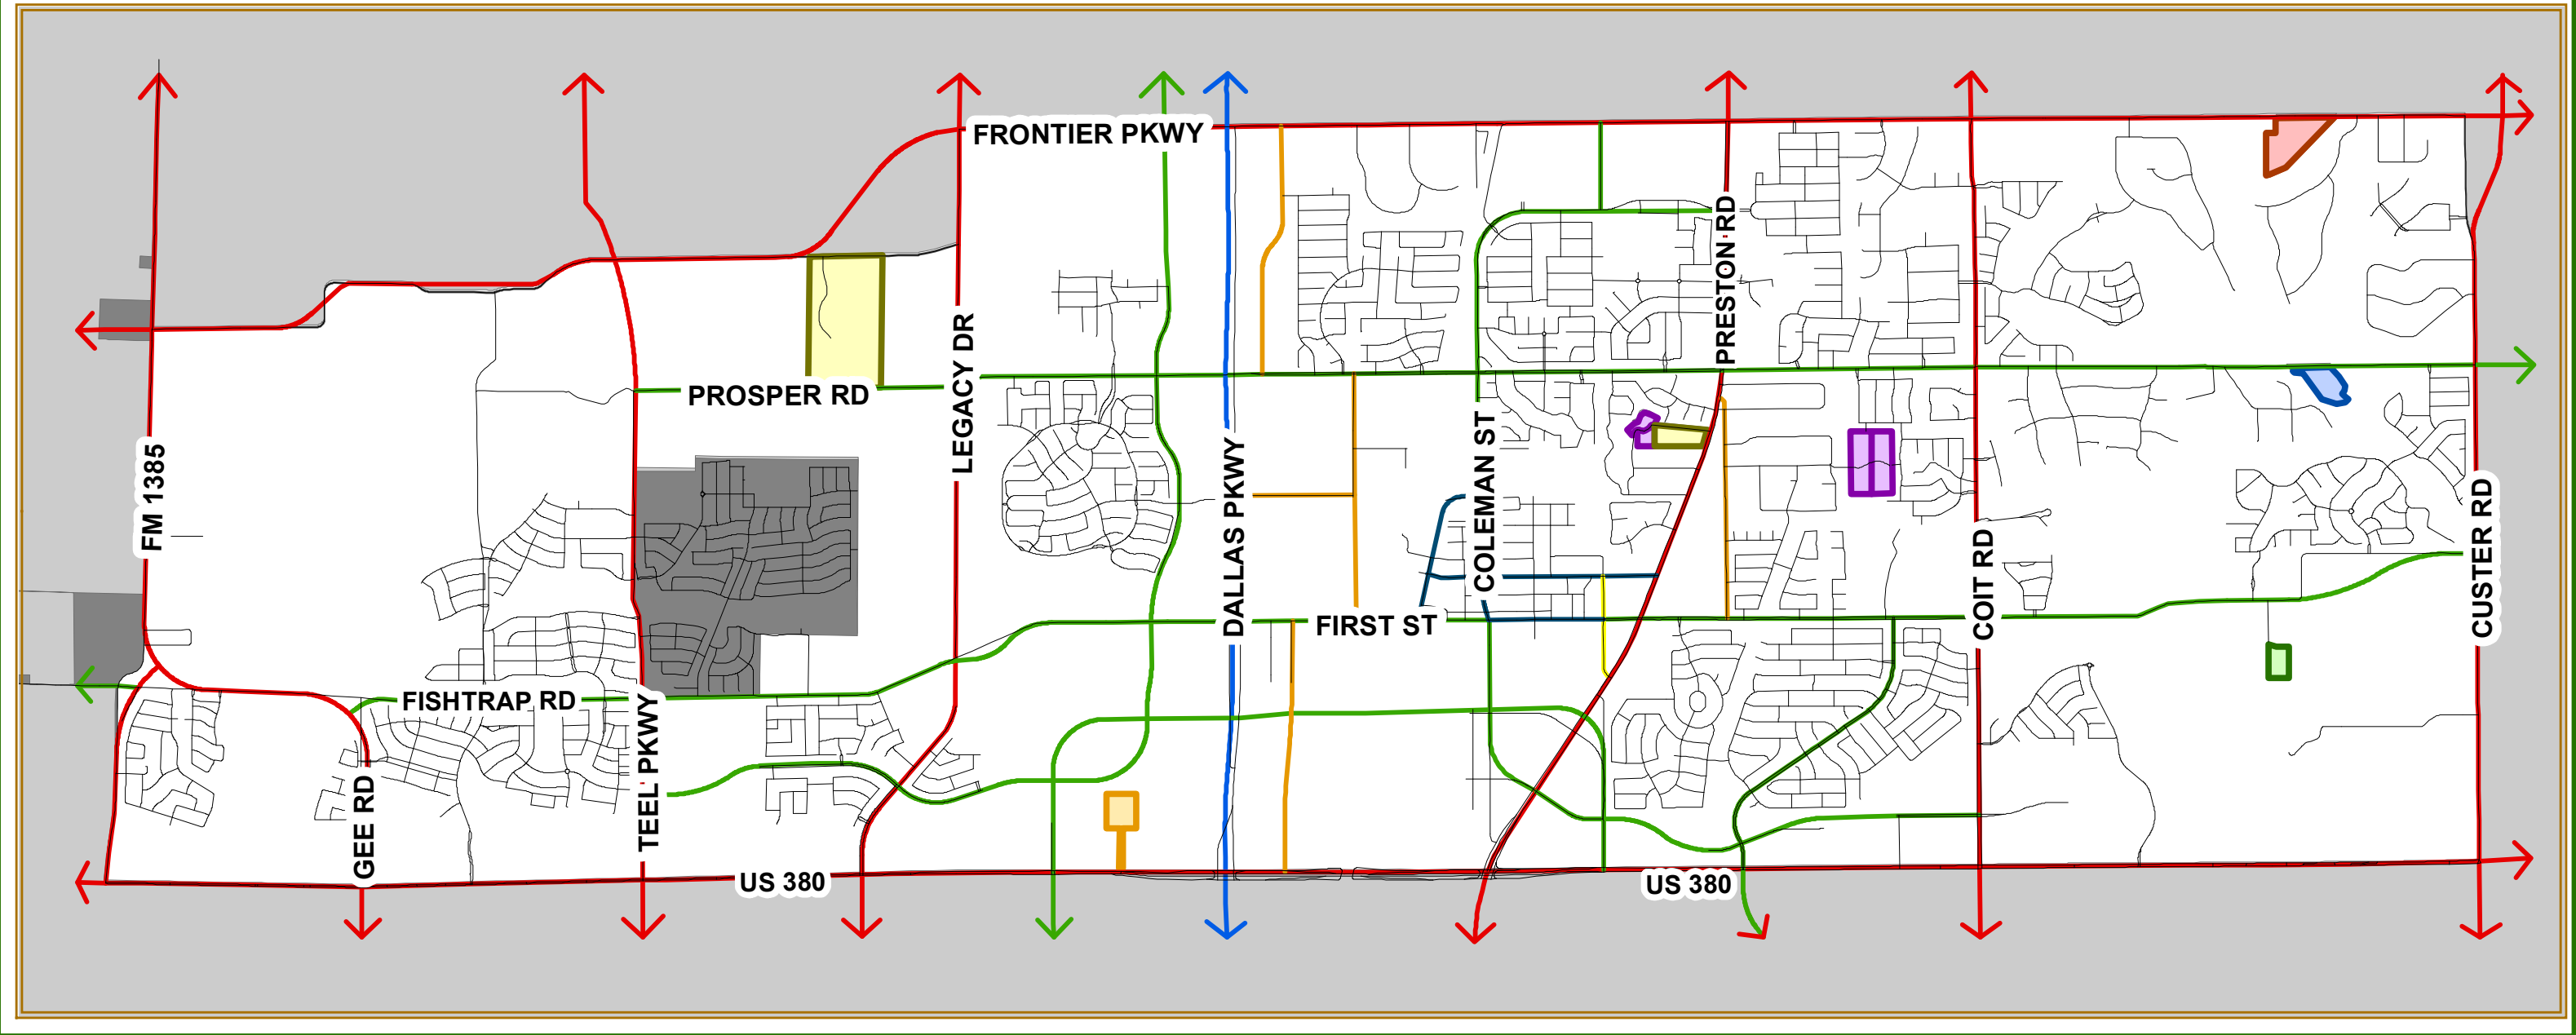 FRONTIER PKWY
PRESTON RD
LEGACY DR
PROSPER RD
FM 1385
DALLAS PKWY
COLEMAN ST
COIT RD
CUSTER RD
FIRST ST
FISHTRAP RD
TEEL PKWY
GEE RD
US 380
US 380